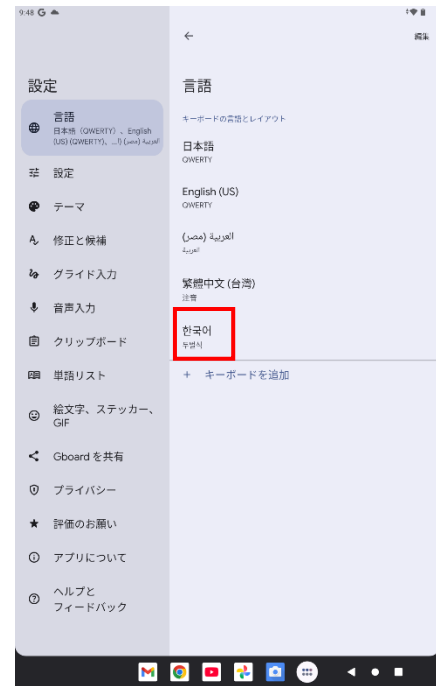 9:48 G
編集
設定
言語
日本語（QWERTY）、English
(US) (QWERTY)、...
設定
テーマ
修正と候補
グライド入力
音声入力
クリップボード
単語リスト
絵文字、ステッカー、
GIF
Gboard を共有
プライバシー
評価のお願い
アプリについて
ヘルプと
フィードバック
言語
キーボードの言語とレイアウト
日本語
QWERTY
English (US)
QWERTY
العربية (مصر)
العربية
繁體中文 (台灣)
注音
한국어
두벌식
+ キーボードを追加